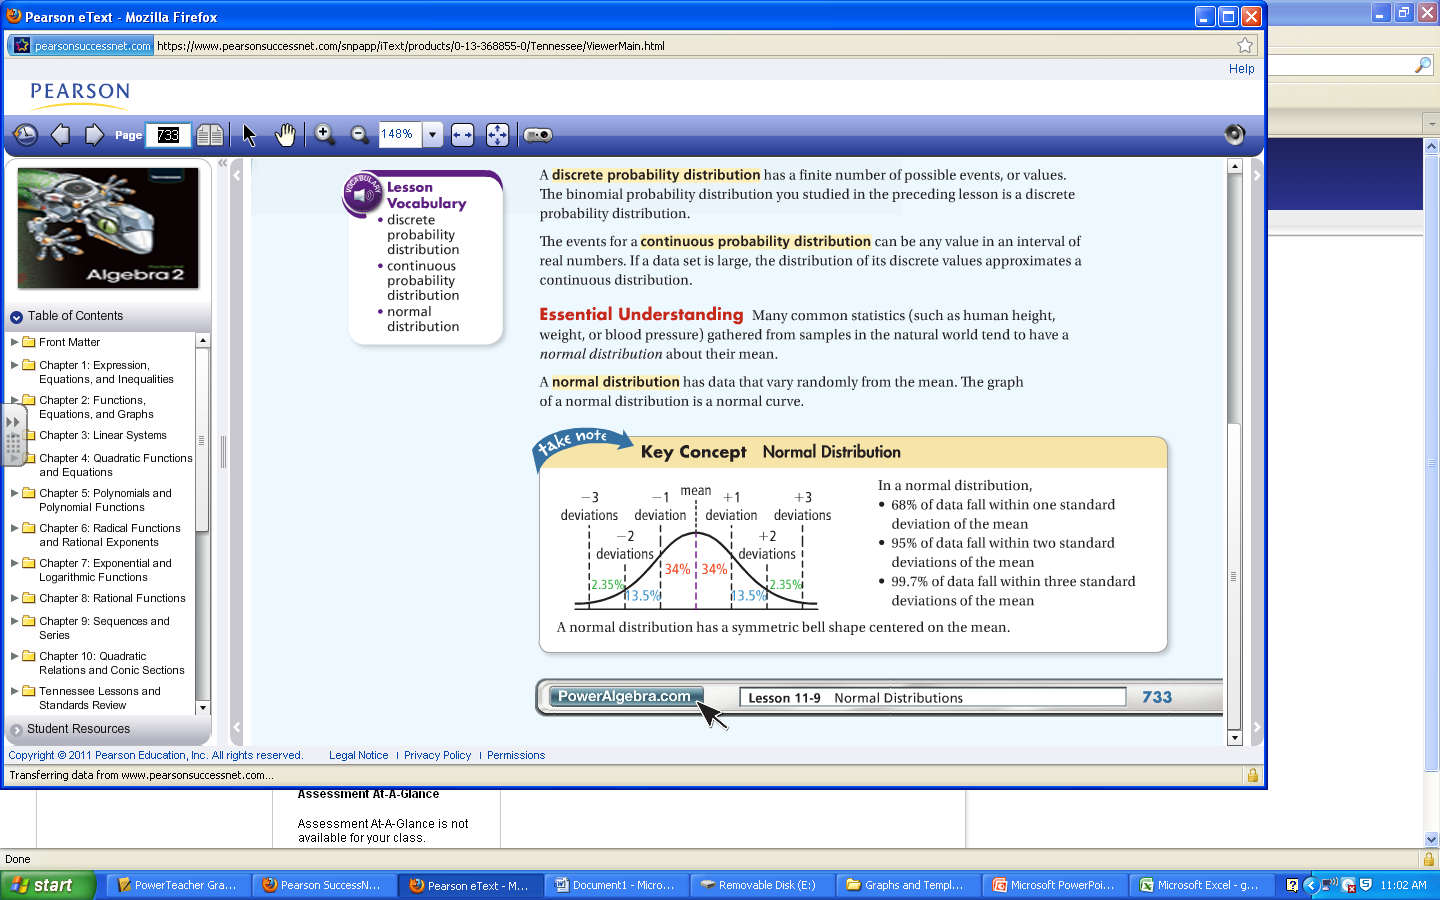 Pearson eText - Mozilla Firefox
pearsonsuccessnet.com https://www.pearsonsuccessnet.com/snpapp/iText/products/0-13-368855-0/Tennessee/ViewerMain.html
Help
PEARSON
Page 733 148%
Algebra 2
Table of Contents
Front Matter
Chapter 1: Expression,
Equations, and Inequalities
Chapter 2: Functions,
Equations, and Graphs
Chapter 3: Linear Systems
Chapter 4: Quadratic Functions
and Equations
Chapter 5: Polynomials and
Polynomial Functions
Chapter 6: Radical Functions
and Rational Exponents
Chapter 7: Exponential and
Logarithmic Functions
Chapter 8: Rational Functions
Chapter 9: Sequences and
Series
Chapter 10: Quadratic
Relations and Conic Sections
Tennessee Lessons and
Standards Review
Student Resources
VOCABULARY
Lesson
Vocabulary
• discrete
probability
distribution
• continuous
probability
distribution
• normal
distribution
A discrete probability distribution has a finite number of possible events, or values.
The binomial probability distribution you studied in the preceding lesson is a discrete
probability distribution.
The events for a continuous probability distribution can be any value in an interval of
real numbers. If a data set is large, the distribution of its discrete values approximates a
continuous distribution.
Essential Understanding Many common statistics (such as human height,
weight, or blood pressure) gathered from samples in the natural world tend to have a
normal distribution about their mean.
A normal distribution has data that vary randomly from the mean. The graph
of a normal distribution is a normal curve.
take note
Key Concept Normal Distribution
mean
−3 −1 +1 +3
deviations deviation deviation deviations
−2 +2
deviations deviations
34% 34%
2.35% 2.35%
13.5% 13.5%
In a normal distribution,
• 68% of data fall within one standard
deviation of the mean
• 95% of data fall within two standard
deviations of the mean
• 99.7% of data fall within three standard
deviations of the mean
A normal distribution has a symmetric bell shape centered on the mean.
PowerAlgebra.com Lesson 11-9 Normal Distributions 733
Copyright © 2011 Pearson Education, Inc. All rights reserved. Legal Notice | Privacy Policy | Permissions
Transferring data from www.pearsonsuccessnet.com...
Assessment At-A-Glance
Assessment At-A-Glance is not
available for your class.
Done
start PowerTeacher Gra... Pearson SuccessN... Pearson eText - M... Document1 - Micro... Removable Disk (E:) Graphs and Templ... Microsoft PowerPoi... Microsoft Excel - g... 11:02 AM